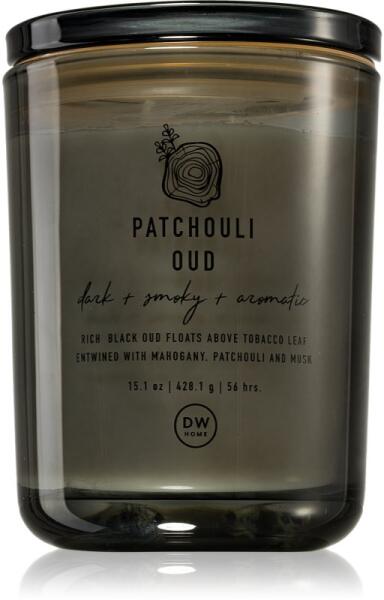 PATCHOULI
OUD
dark + smoky + aromatic
RICH BLACK OUD FLOATS ABOVE TOBACCO LEAF
ENTWINED WITH MAHOGANY, PATCHOULI AND MUSK
15.1 oz | 428.1 g | 56 hrs.
DW
HOME